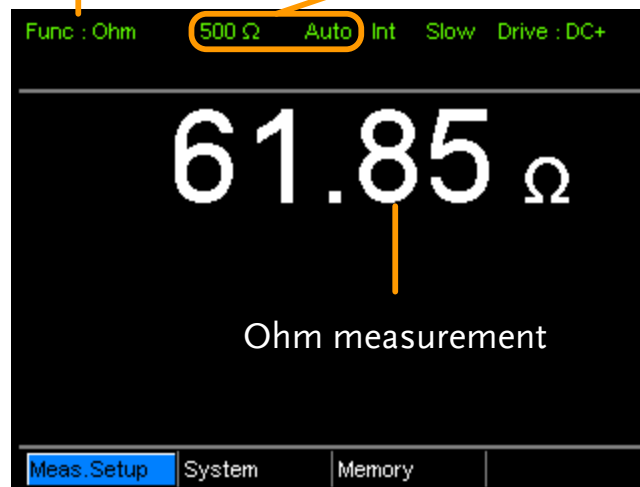 Func : Ohm 500 Ω Auto Int Slow Drive : DC+
61.85 Ω
Ohm measurement
Meas.Setup System Memory